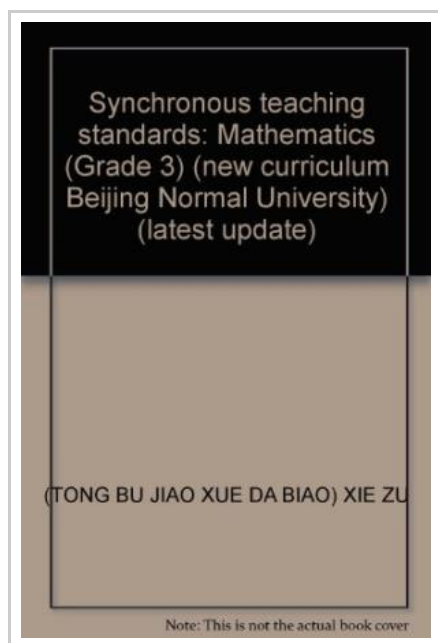 Synchronous teaching
standards: Mathematics
(Grade 3) (new curriculum
Beijing Normal University)
(latest update)
(TONG BU JIAO XUE DA BIAO) XIE ZU
Note: This is not the actual book cover